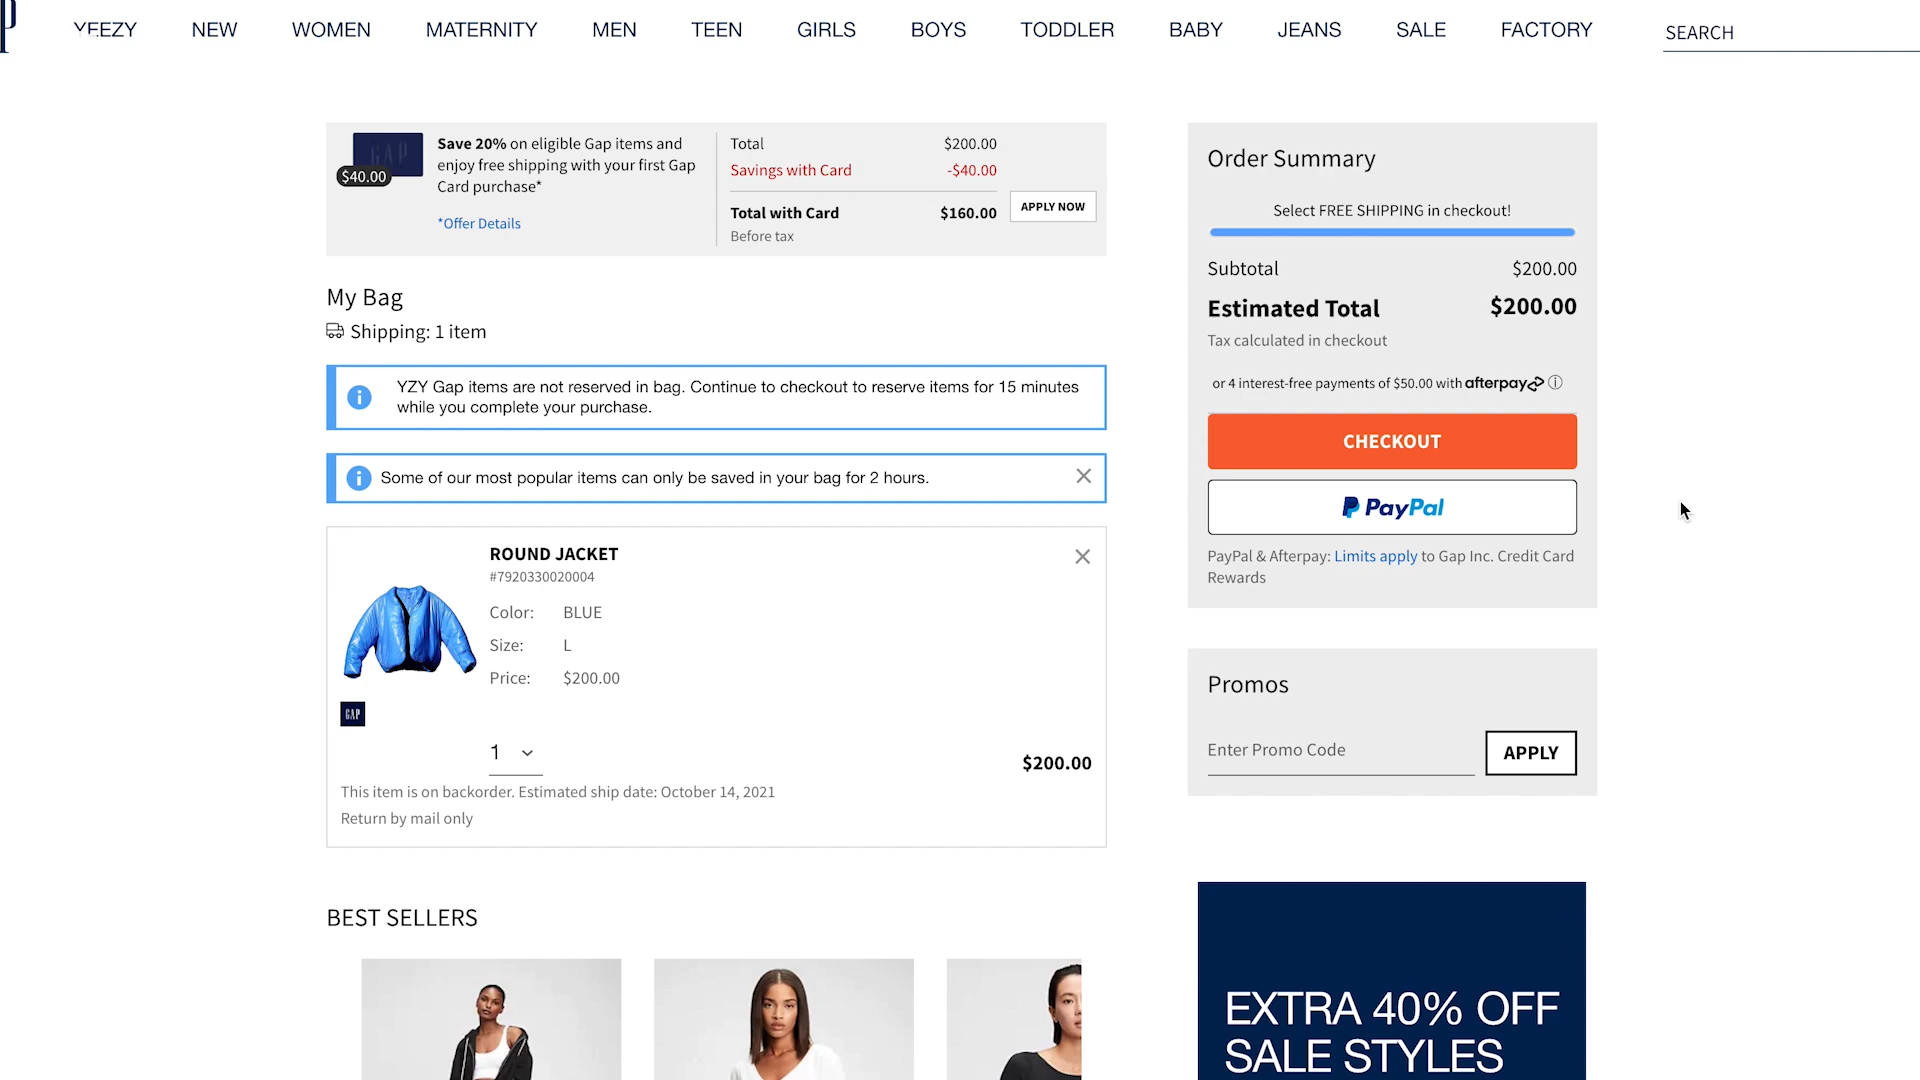 YEEZY NEW WOMEN MATERNITY MEN TEEN GIRLS BOYS TODDLER BABY JEANS SALE FACTORY SEARCH
GAP
$40.00
Save 20% on eligible Gap items and
enjoy free shipping with your first Gap
Card purchase*
*Offer Details
Total $200.00
Savings with Card -$40.00
Total with Card $160.00
Before tax
APPLY NOW
My Bag
Shipping: 1 item
YZY Gap items are not reserved in bag. Continue to checkout to reserve items for 15 minutes
while you complete your purchase.
Some of our most popular items can only be saved in your bag for 2 hours.
ROUND JACKET
#7920330020004
Color: BLUE
Size: L
Price: $200.00
GAP
1
$200.00
This item is on backorder. Estimated ship date: October 14, 2021
Return by mail only
BEST SELLERS
Order Summary
Select FREE SHIPPING in checkout!
Subtotal $200.00
Estimated Total $200.00
Tax calculated in checkout
or 4 interest-free payments of $50.00 with afterpay
CHECKOUT
PayPal
PayPal & Afterpay: Limits apply to Gap Inc. Credit Card
Rewards
Promos
Enter Promo Code
APPLY
EXTRA 40% OFF
SALE STYLES